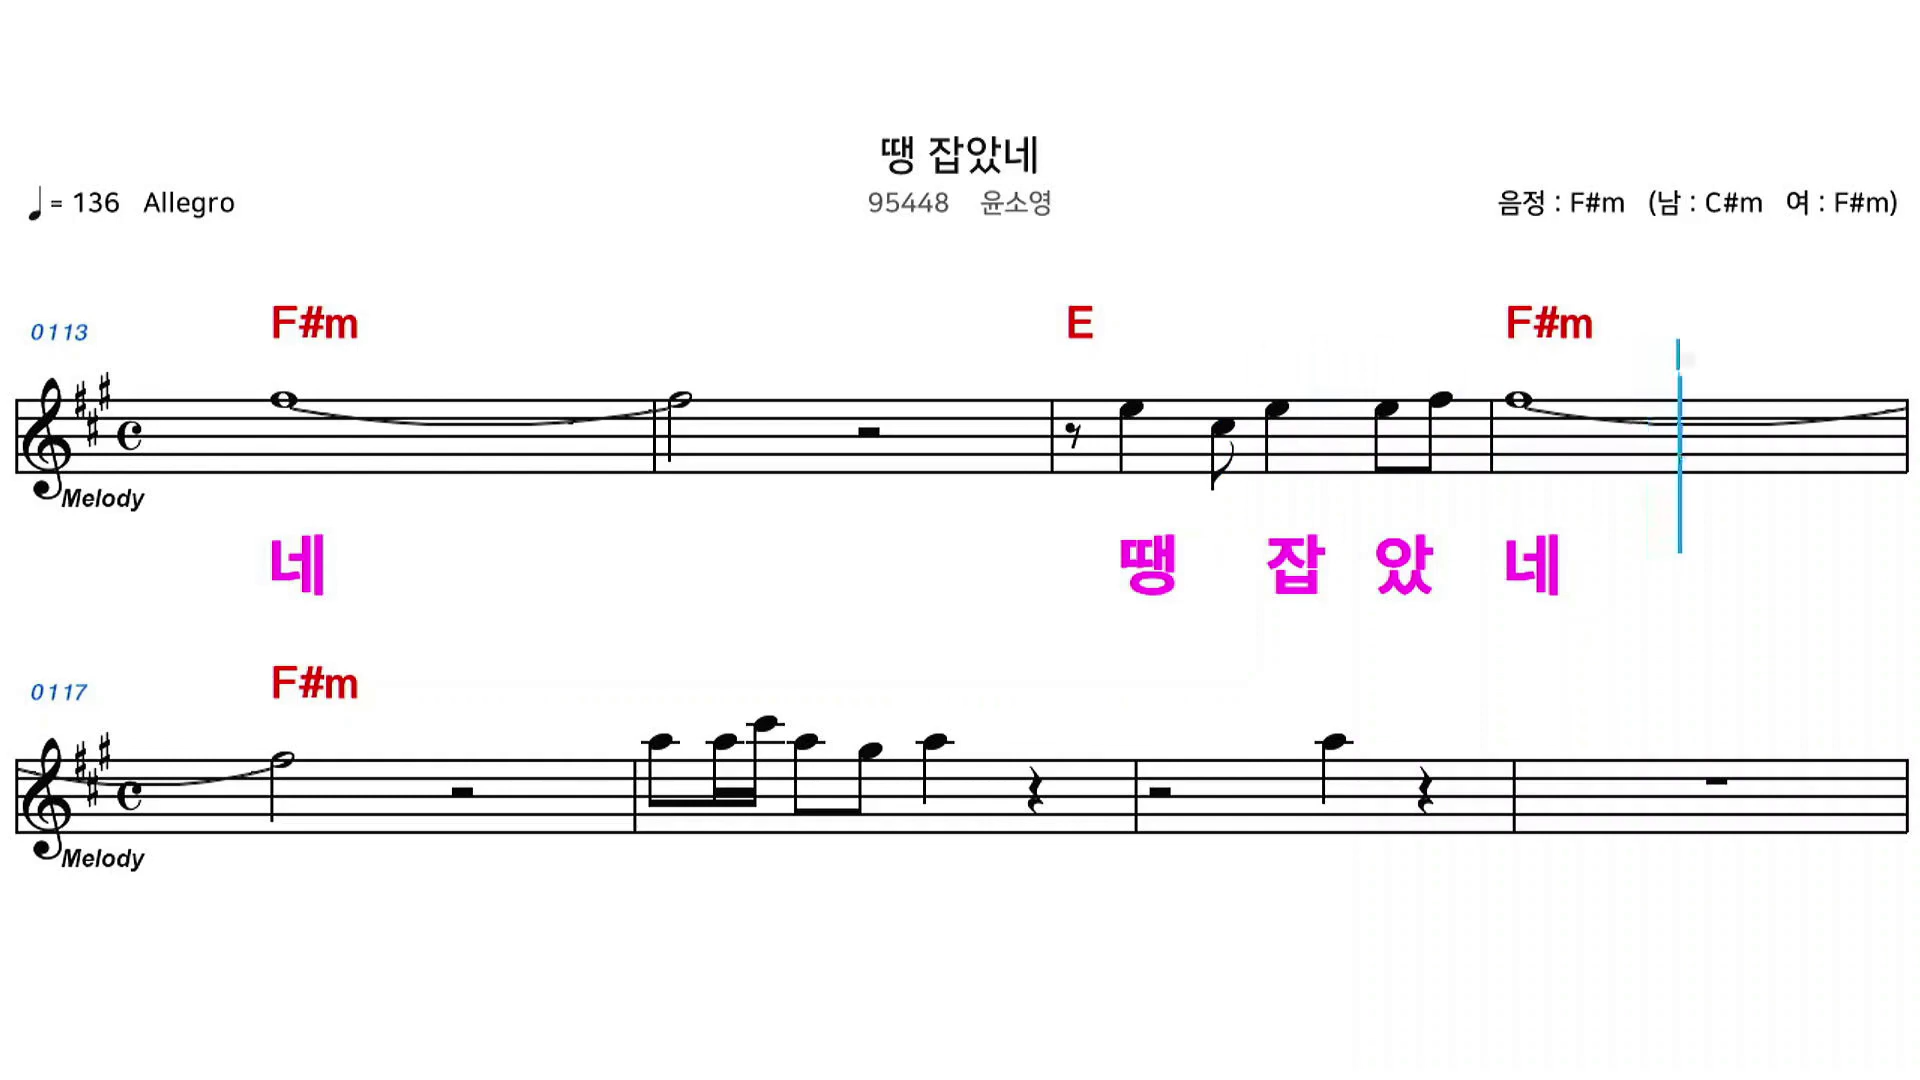 땡 잡았네
♩= 136 Allegro
95448 윤소영
음정 : F#m (남 : C#m 여 : F#m)
0113
F#m E F#m
Melody
네 땡 잡 았 네
0117
F#m
Melody